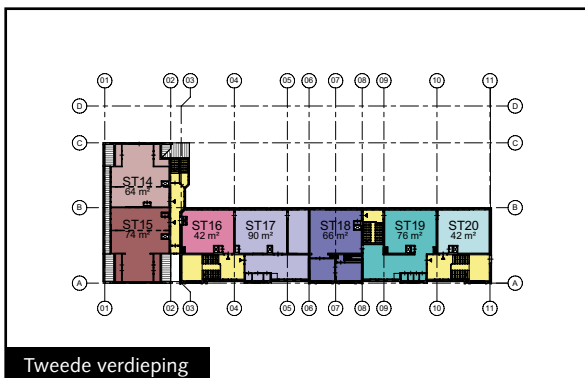 01 02 03 04 05 06 07 08 09 10 11
D D
C C
ST14
64 m²
B B
ST15
74 m²
ST16 ST17 ST18 ST19 ST20
42 m² 90 m² 66 m² 76 m² 42 m²
A A
01 02 03 04 05 06 07 08 09 10 11
Tweede verdieping